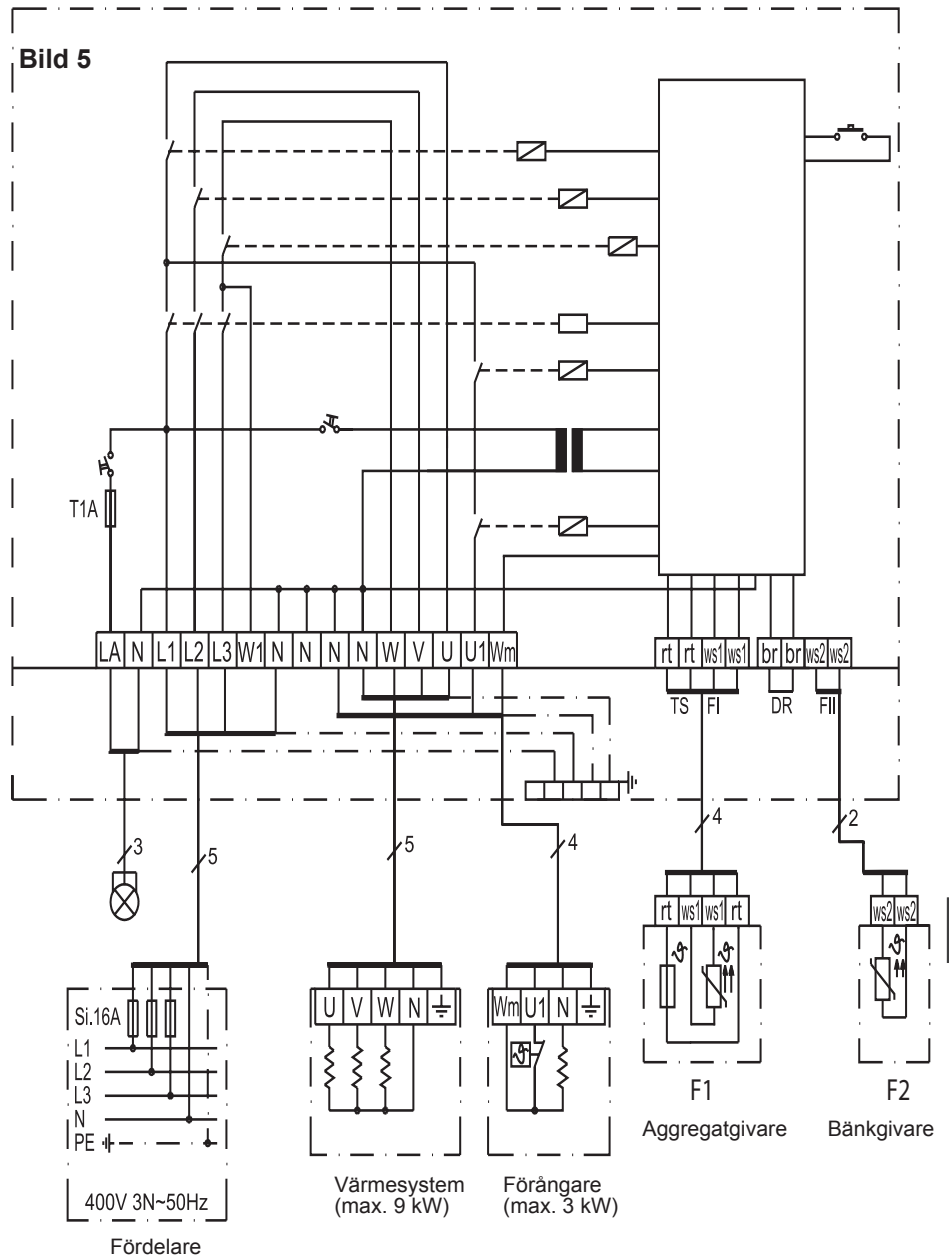 Bild 5
T1A
LA N L1 L2 L3 W1 N N N N W V U U1 Wm
rt rt ws1 ws1 br br ws2 ws2
TS FI DR FII
3
5
5
4
4
2
rt ws1 ws1 rt
ws2 ws2
Si.16A
L1
L2
L3
N
PE
400V 3N~50Hz
Fördelare
U V W N
Värmesystem
(max. 9 kW)
Wm U1 N
ϑ
Förångare
(max. 3 kW)
ϑ
F1
Aggregatgivare
ϑ
F2
Bänkgivare